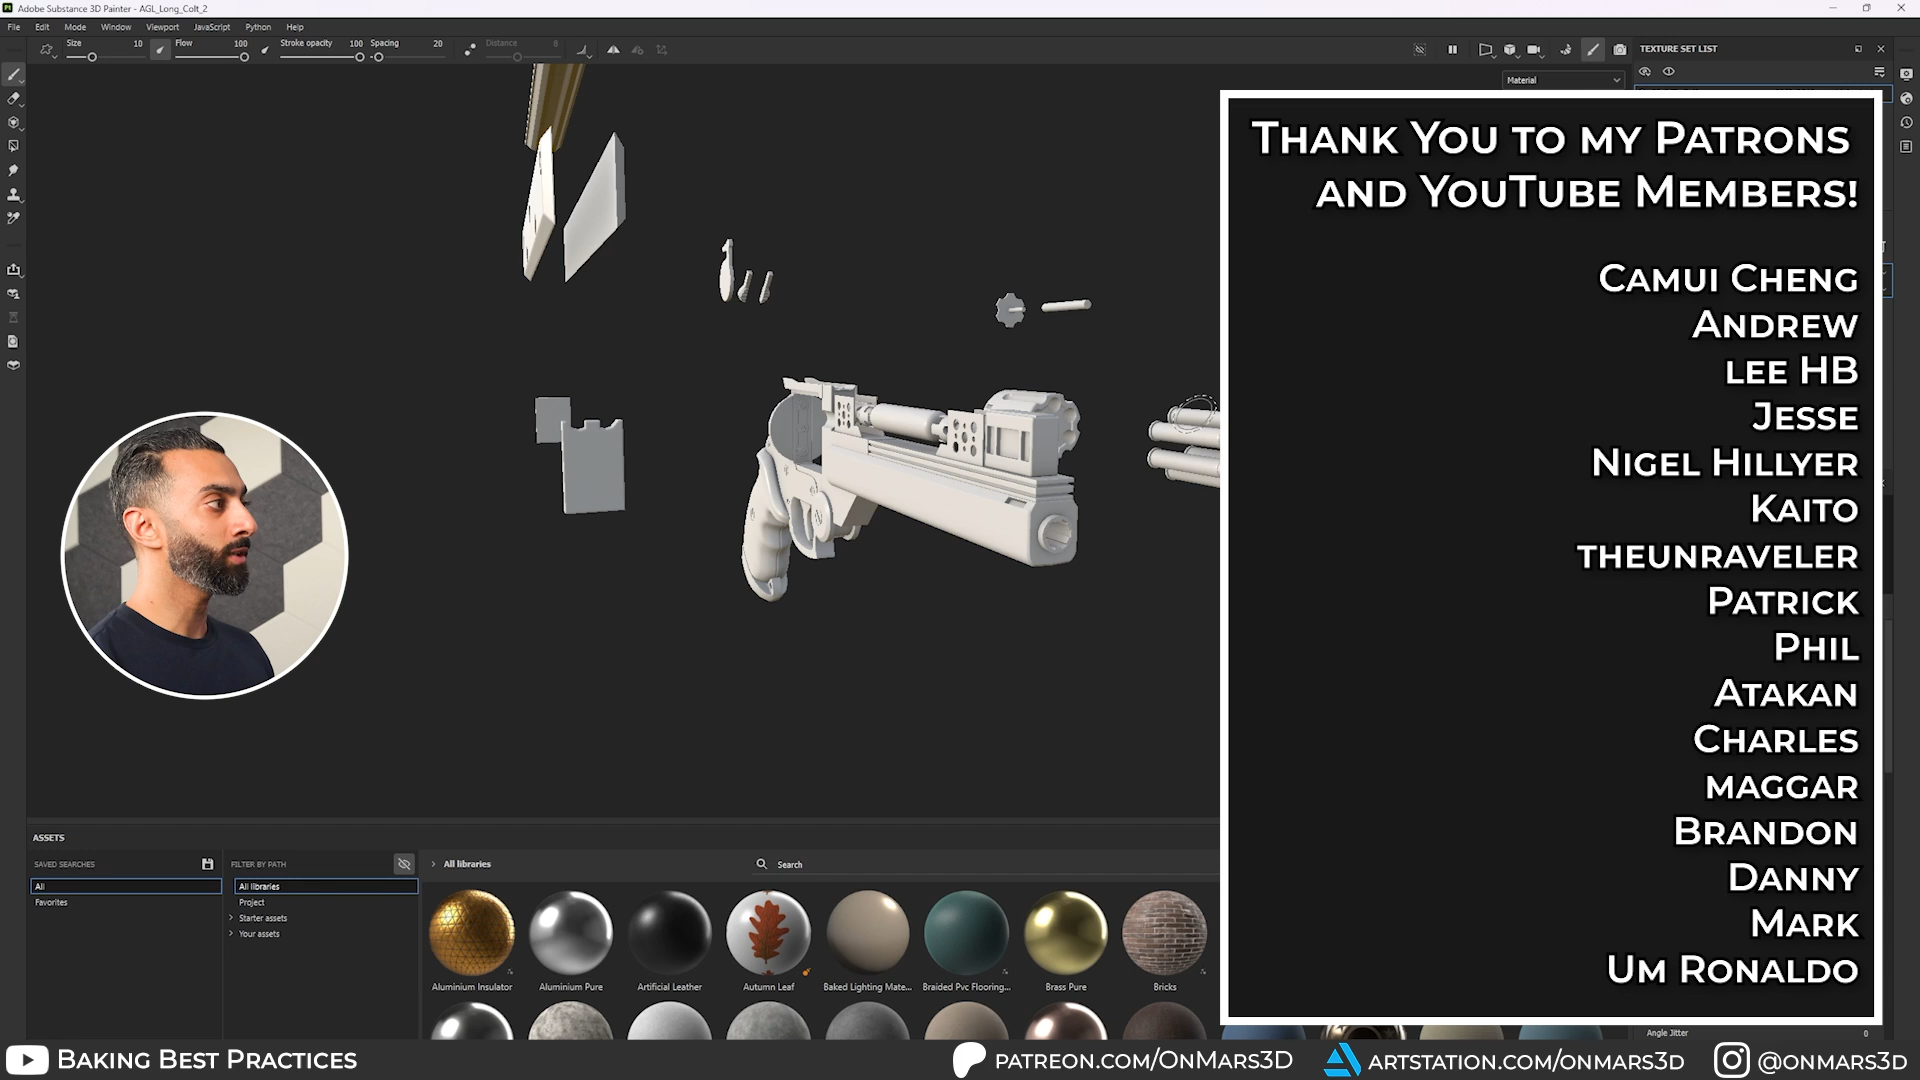 Adobe Substance 3D Painter - AGL_Long_Colt_2
File Edit Mode Window Viewport JavaScript Python Help
Size 10 Flow 100 Stroke opacity 100 Spacing 20 Distance 8
TEXTURE SET LIST
Material
THANK YOU TO MY PATRONS
AND YOUTUBE MEMBERS!
CAMUI CHENG
ANDREW
LEE HB
JESSE
NIGEL HILLYER
KAITO
THEUNRAVELER
PATRICK
PHIL
ATAKAN
CHARLES
MAGGAR
BRANDON
DANNY
MARK
UM RONALDO
ASSETS
SAVED SEARCHES
All
Favorites
FILTER BY PATH
All libraries
Project
Starter assets
Your assets
All libraries
Search
Aluminium Insulator
Aluminium Pure
Artificial Leather
Autumn Leaf
Baked Lighting Mate...
Braided Pvc Flooring...
Brass Pure
Bricks
Angle Jitter 0
BAKING BEST PRACTICES
PATREON.COM/ONMARS3D
ARTSTATION.COM/ONMARS3D
@ONMARS3D